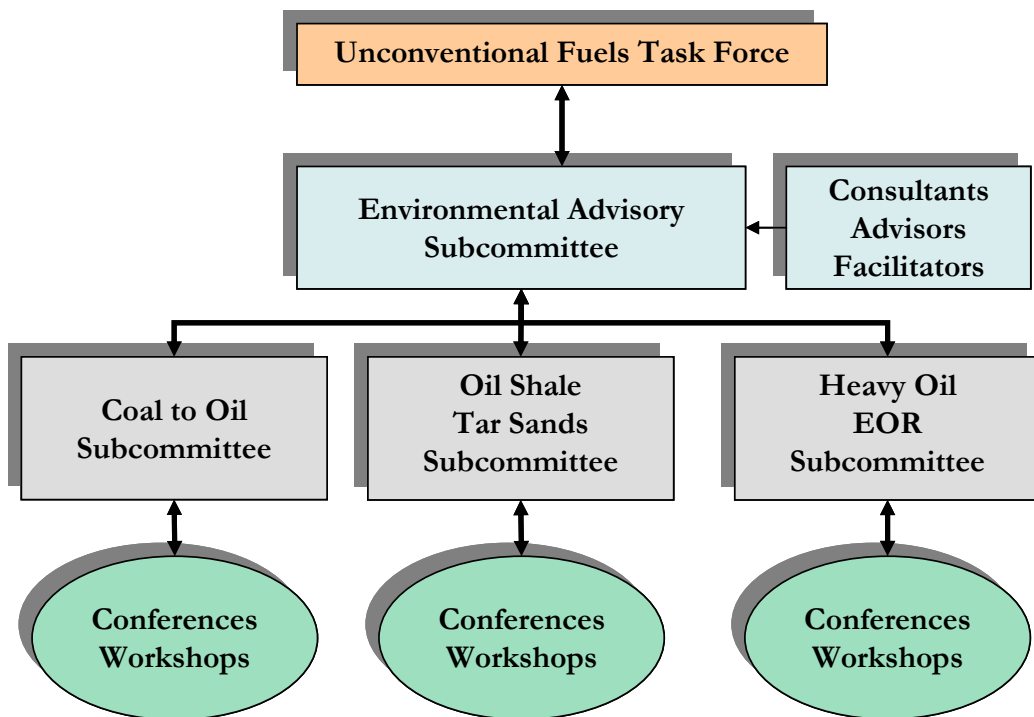 Unconventional Fuels Task Force
Environmental Advisory
Subcommittee
Consultants
Advisors
Facilitators
Coal to Oil
Subcommittee
Oil Shale
Tar Sands
Subcommittee
Heavy Oil
EOR
Subcommittee
Conferences
Workshops
Conferences
Workshops
Conferences
Workshops